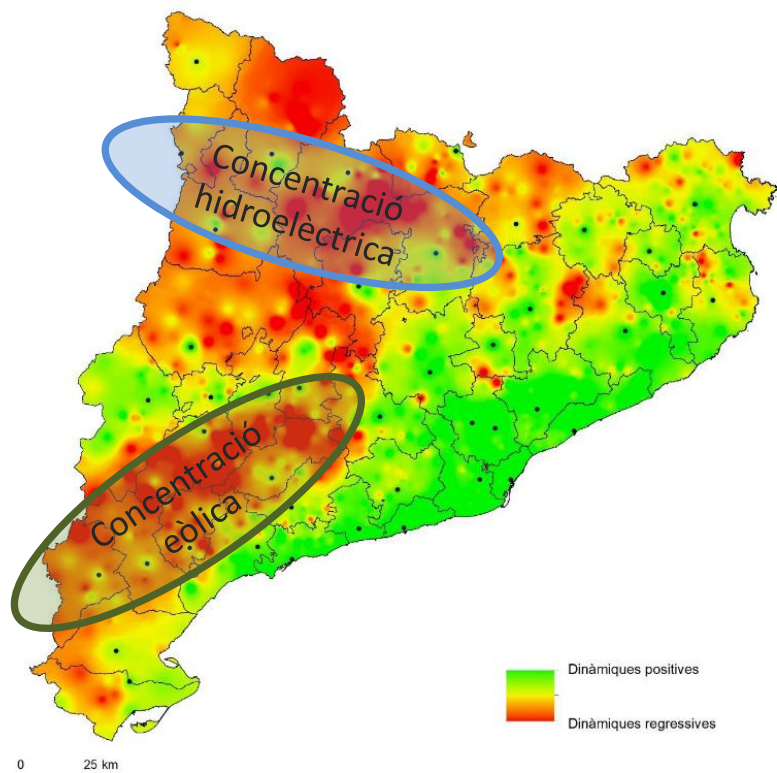 Concentració
hidroelèctrica
Concentració
eòlica
Dinàmiques positives
Dinàmiques regressives
0 25 km